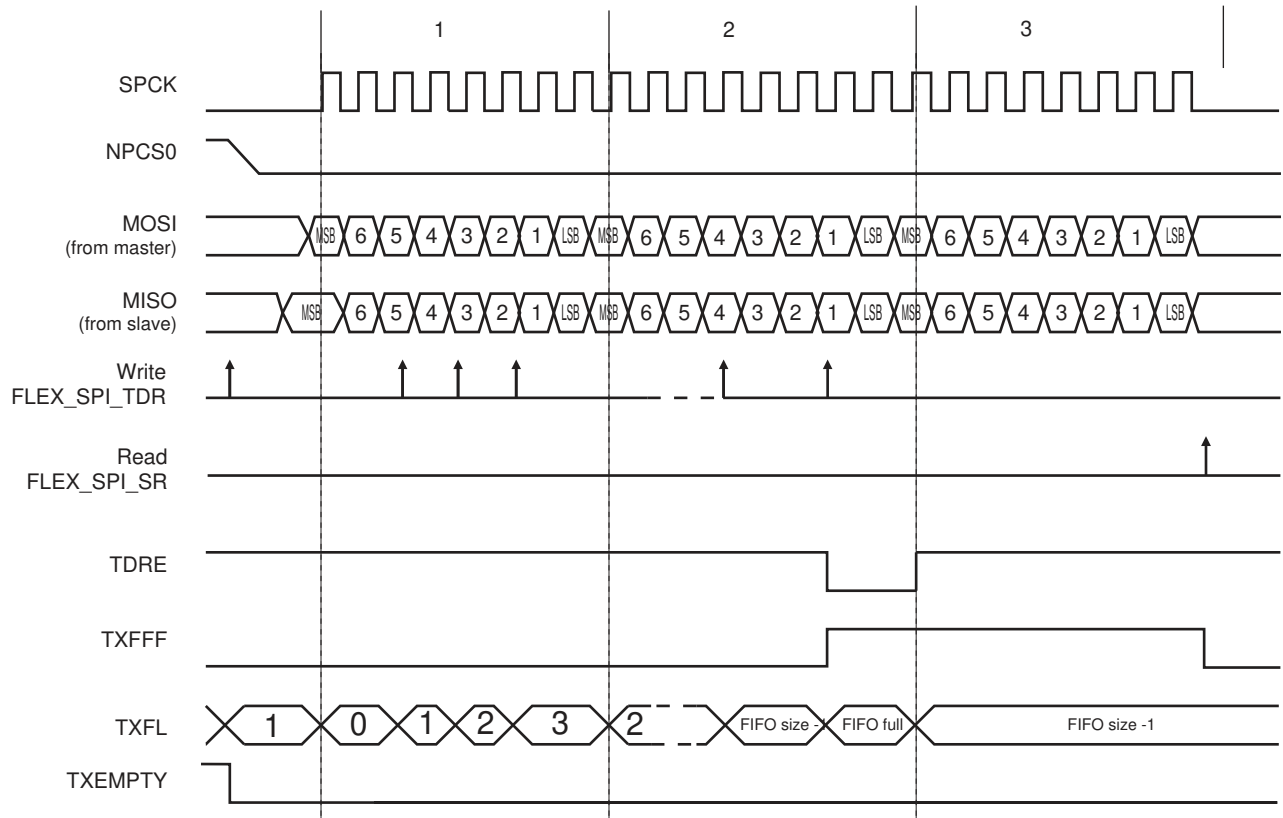 1 2 3
SPCK
NPCS0
MOSI
(from master)
MSB 6 5 4 3 2 1 LSB MSB 6 5 4 3 2 1 LSB MSB 6 5 4 3 2 1 LSB
MISO
(from slave)
MSB 6 5 4 3 2 1 LSB MSB 6 5 4 3 2 1 LSB MSB 6 5 4 3 2 1 LSB
Write
FLEX_SPI_TDR
Read
FLEX_SPI_SR
TDRE
TXFFF
TXFL
1 0 1 2 3 2 FIFO size -1 FIFO full FIFO size -1
TXEMPTY